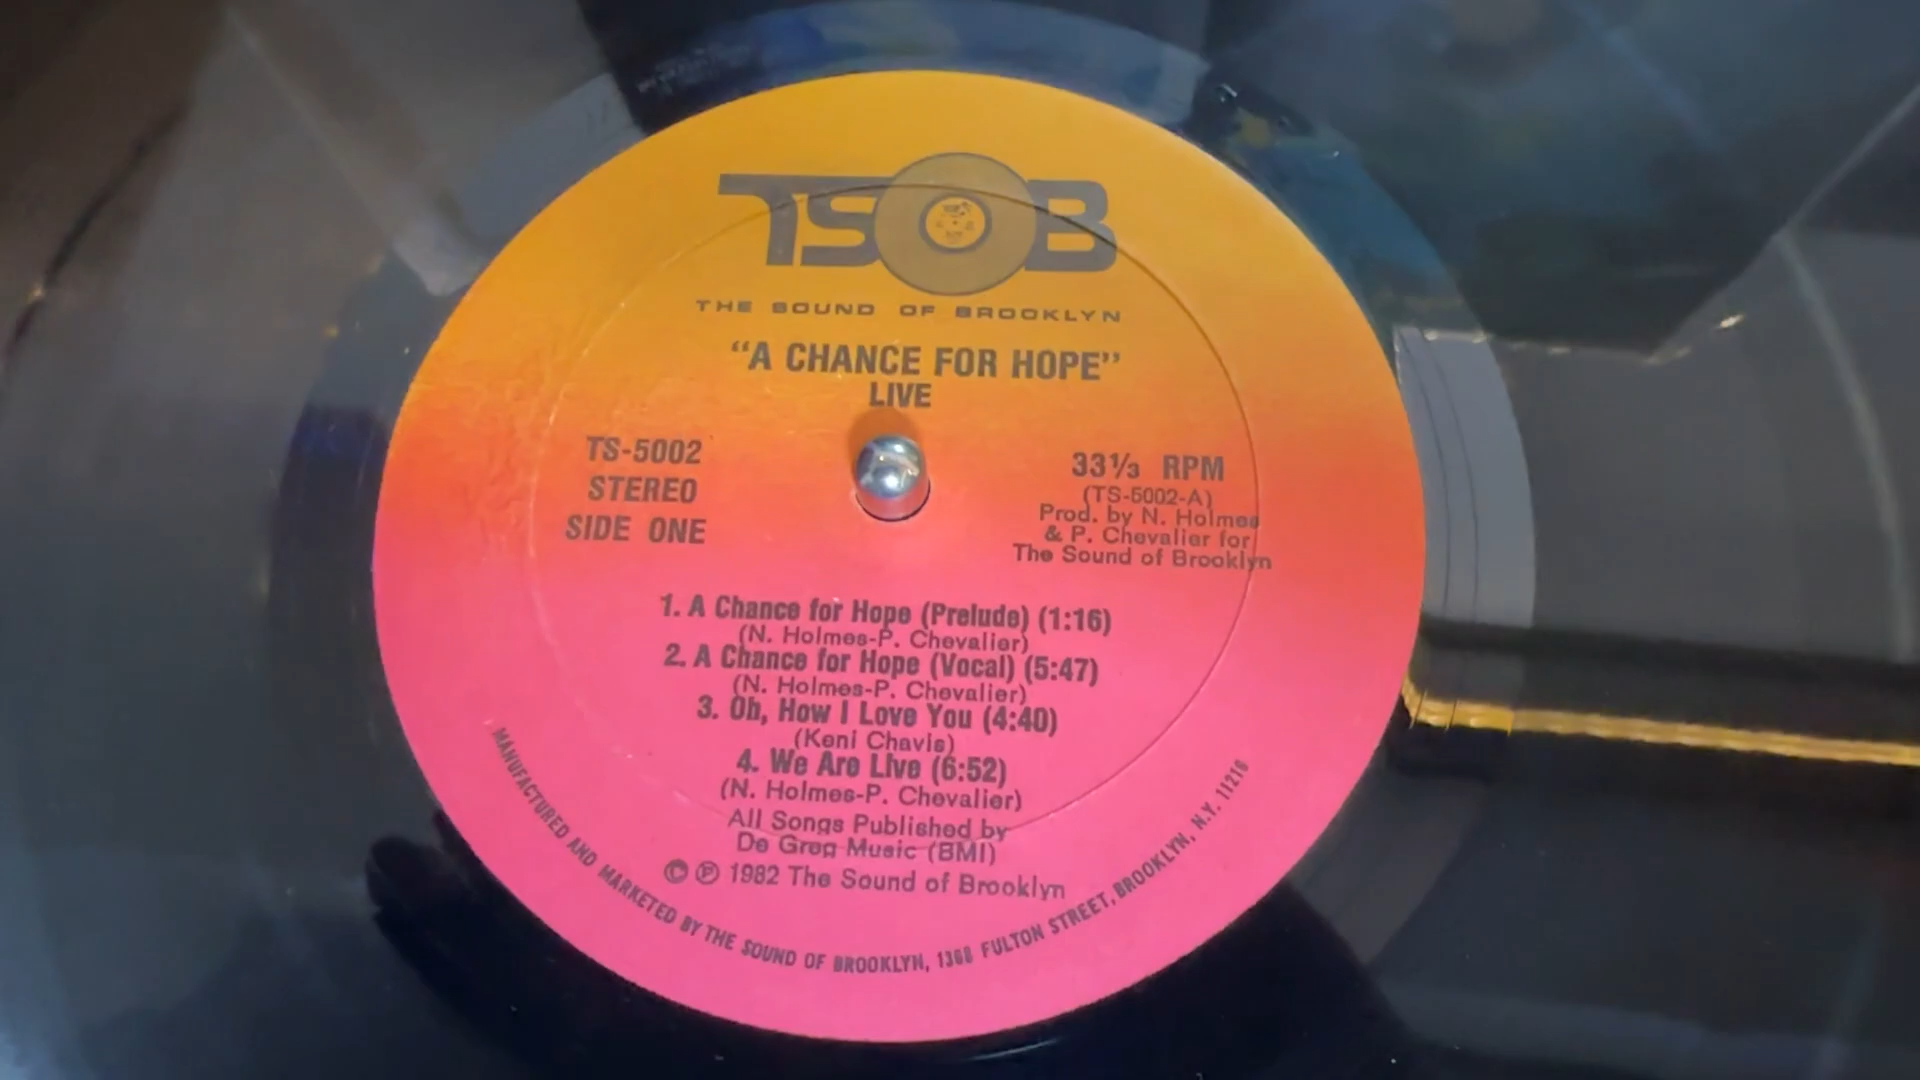 TSOB
THE SOUND OF BROOKLYN
“A CHANCE FOR HOPE”
LIVE
TS-5002
STEREO
SIDE ONE
33⅓ RPM
(TS-5002-A)
Prod. by N. Holmes
& P. Chevalier for
The Sound of Brooklyn
1. A Chance for Hope (Prelude) (1:16)
(N. Holmes-P. Chevalier)
2. A Chance for Hope (Vocal) (5:47)
(N. Holmes-P. Chevalier)
3. Oh, How I Love You (4:40)
(Keni Chavis)
4. We Are Live (6:52)
(N. Holmes-P. Chevalier)
All Songs Published by
De Greg Music (BMI)
© ℗ 1982 The Sound of Brooklyn
MANUFACTURED AND MARKETED BY THE SOUND OF BROOKLYN, 1368 FULTON STREET, BROOKLYN, N.Y. 11216